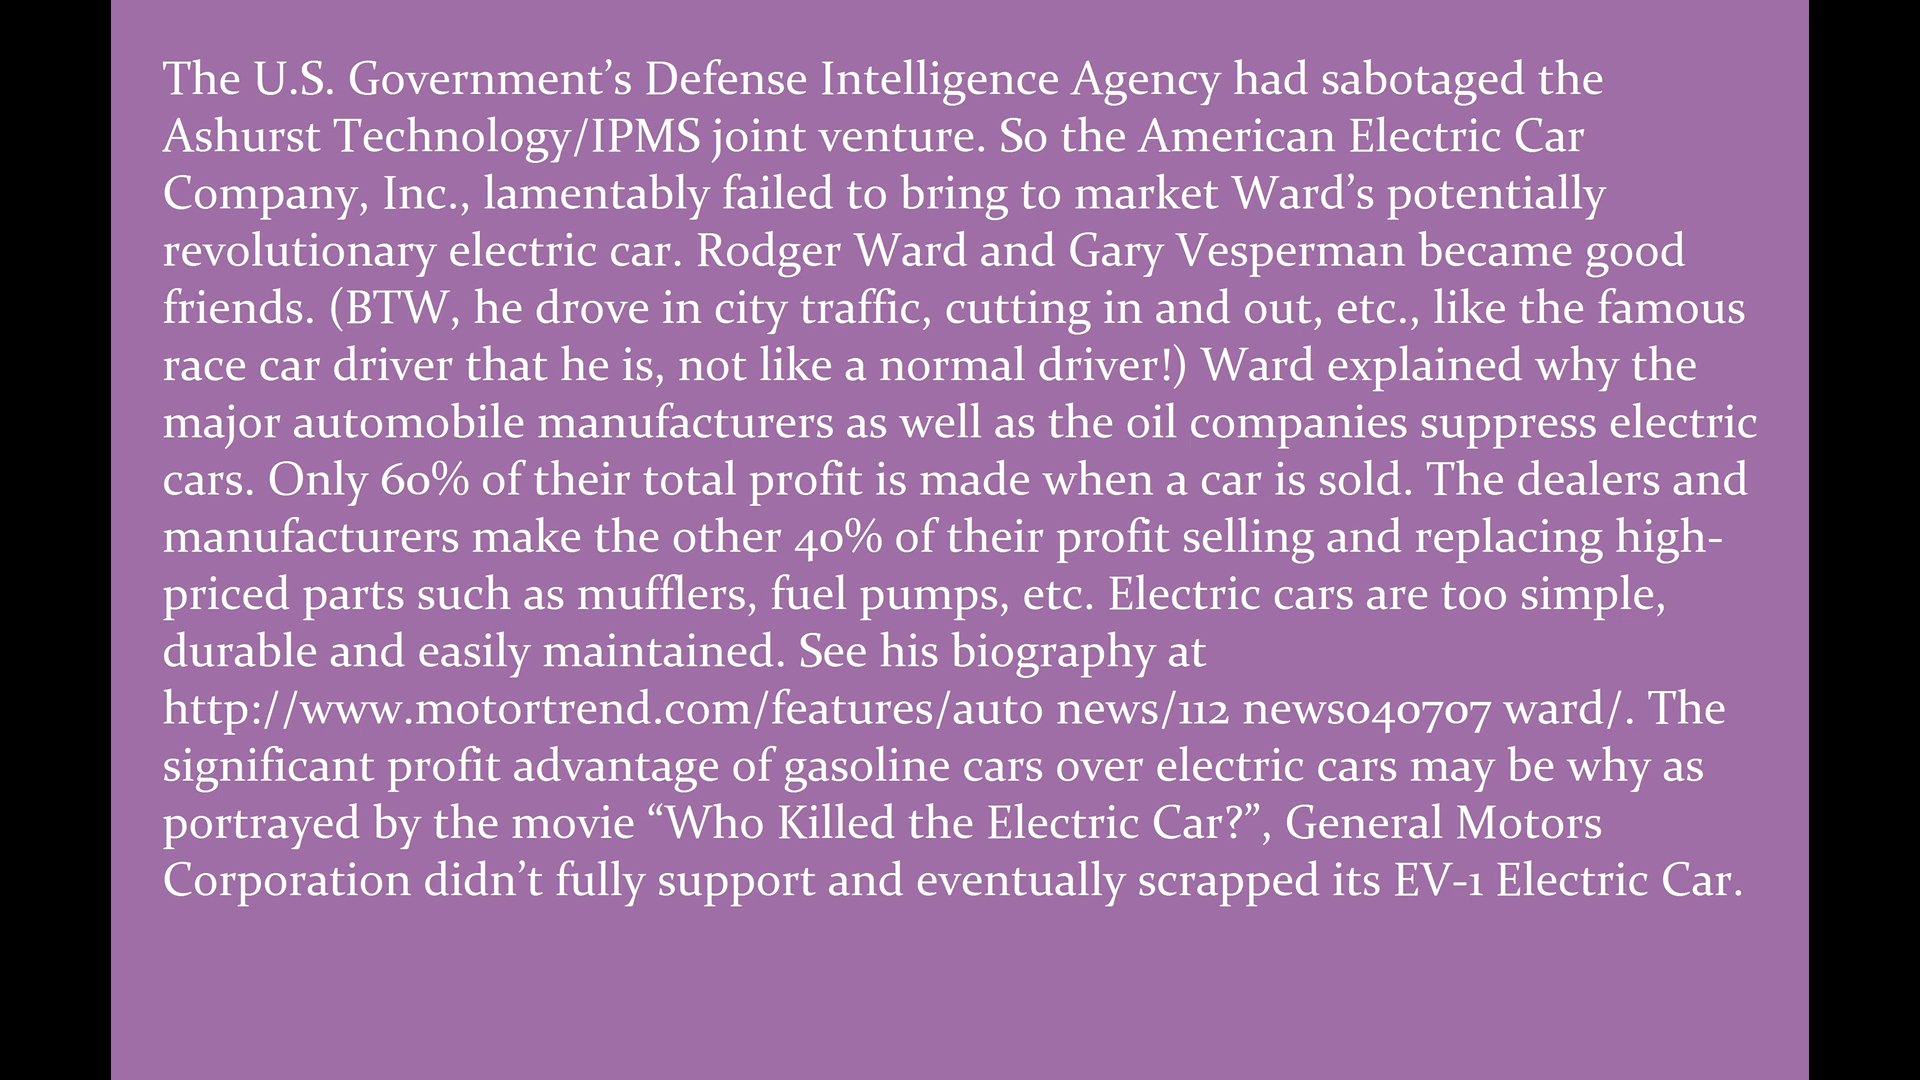 The U.S. Government’s Defense Intelligence Agency had sabotaged the
Ashurst Technology/IPMS joint venture. So the American Electric Car
Company, Inc., lamentably failed to bring to market Ward’s potentially
revolutionary electric car. Rodger Ward and Gary Vesperman became good
friends. (BTW, he drove in city traffic, cutting in and out, etc., like the famous
race car driver that he is, not like a normal driver!) Ward explained why the
major automobile manufacturers as well as the oil companies suppress electric
cars. Only 60% of their total profit is made when a car is sold. The dealers and
manufacturers make the other 40% of their profit selling and replacing high-
priced parts such as mufflers, fuel pumps, etc. Electric cars are too simple,
durable and easily maintained. See his biography at
http://www.motortrend.com/features/auto news/112 news040707 ward/. The
significant profit advantage of gasoline cars over electric cars may be why as
portrayed by the movie “Who Killed the Electric Car?”, General Motors
Corporation didn’t fully support and eventually scrapped its EV-1 Electric Car.